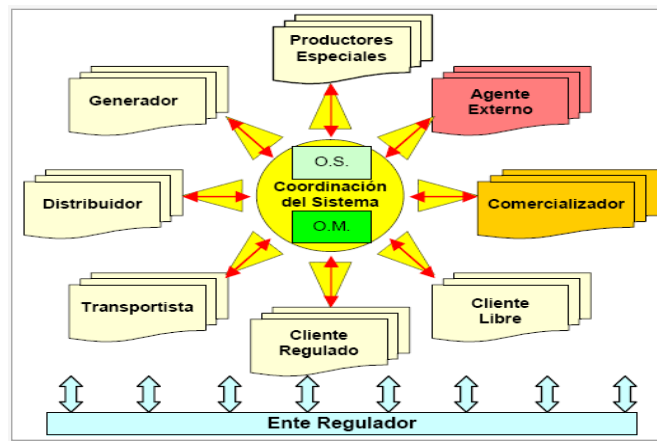 Productores
Especiales
Generador
Agente
Externo
O.S.
Coordinación
del Sistema
O.M.
Distribuidor
Comercializador
Transportista
Cliente
Regulado
Cliente
Libre
Ente Regulador